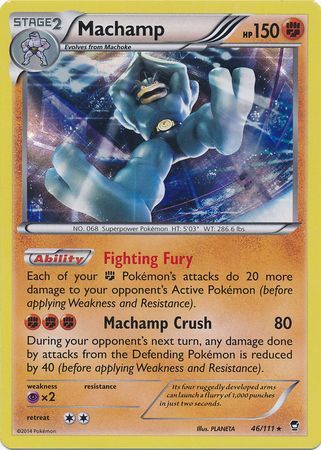 STAGE2 Machamp HP150
Evolves from Machoke
NO. 068 Superpower Pokémon HT: 5'03" WT: 286.6 lbs.
Ability Fighting Fury
Each of your Pokémon's attacks do 20 more
damage to your opponent's Active Pokémon (before
applying Weakness and Resistance).
Machamp Crush 80
During your opponent's next turn, any damage done
by attacks from the Defending Pokémon is reduced
by 40 (before applying Weakness and Resistance).
weakness resistance
×2
retreat
Its four ruggedly developed arms
can launch a flurry of 1,000 punches
in just two seconds.
©2014 Pokémon
Illus. PLANETA
46/111 ★